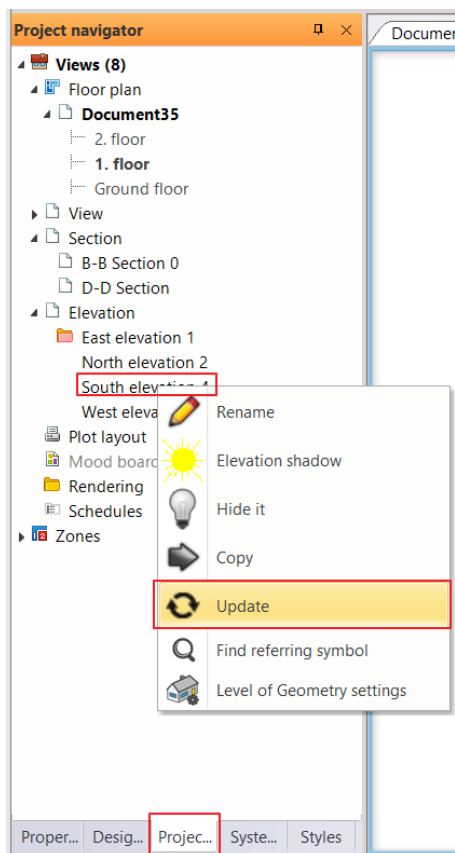 Project navigator
Documer
Views (8)
Floor plan
Document35
2. floor
1. floor
Ground floor
View
Section
B-B Section 0
D-D Section
Elevation
East elevation 1
North elevation 2
South elevation 4
West eleva
Rename
Plot layout
Mood board
Elevation shadow
Rendering
Schedules
Hide it
Zones
Copy
Update
Find referring symbol
Level of Geometry settings
Proper... Desig... Projec... Syste... Styles